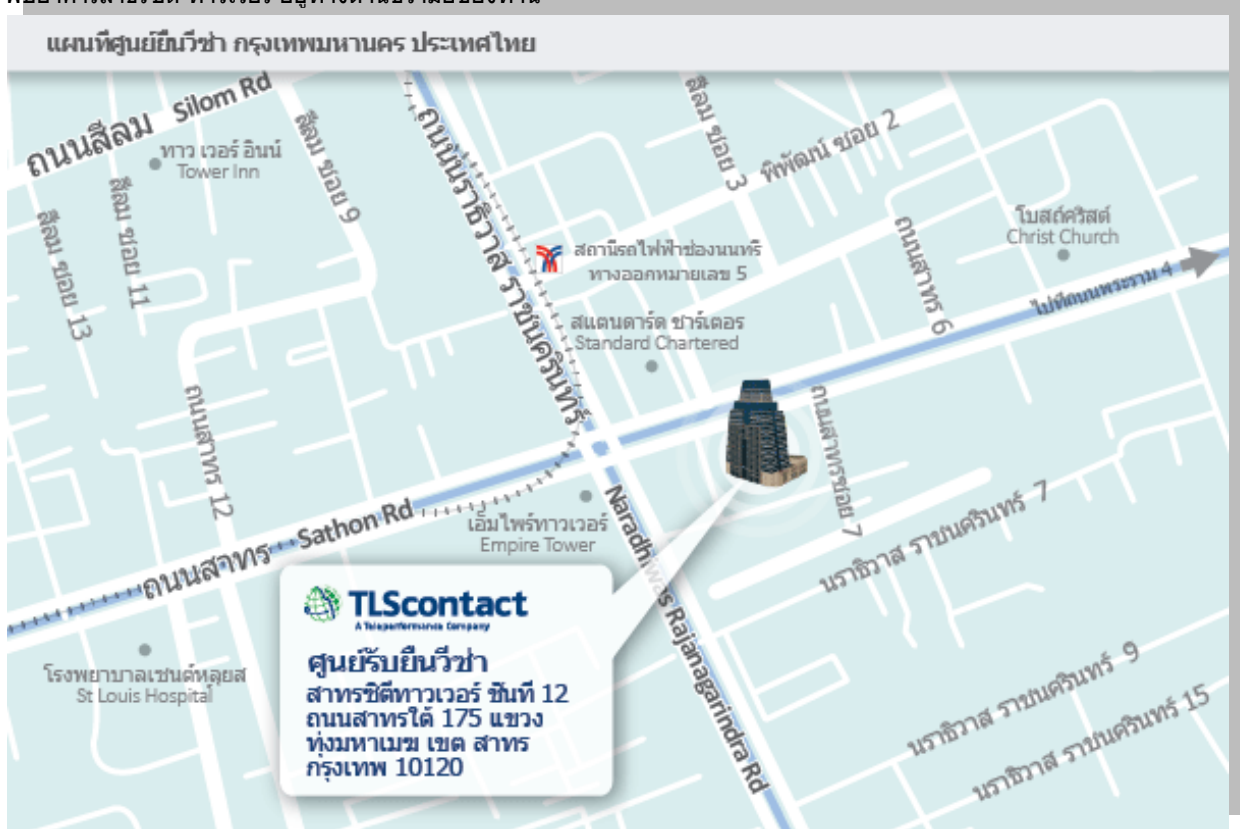 แผนที่ศูนย์ยื่นวีซ่า กรุงเทพมหานคร ประเทศไทย
ถนนสีลม Silom Rd
ทาว เวอร์ อินน์
Tower Inn
สีลม ซอย 9
สีลม ซอย 11
สีลม ซอย 13
ถนนนราธิวาส ราชนครินทร์
สีลม ซอย 3
พิพัฒน์ ซอย 2
สถานีรถไฟฟ้าช่องนนทรี
ทางออกหมายเลข 5
ถนนสาทร 6
โบสถ์คริสต์
Christ Church
ไปที่ถนนพระราม 4
สแตนดาร์ด ชาร์เตอร
Standard Chartered
ถนนสาทร 12
ถนนสาทรซอย 7
นราธิวาส ราชนครินทร์ 7
ถนนสาทร Sathon Rd
เอ็มไพร์ทาวเวอร์
Empire Tower
Naradhiwas Rajanagarindra Rd
TLScontact
A Teleperformance Company
ศูนย์รับยื่นวีซ่า
สาทรซิตี้ทาวเวอร์ ชั้นที่ 12
ถนนสาทรใต้ 175 แขวง
ทุ่งมหาเมฆ เขต สาทร
กรุงเทพ 10120
โรงพยาบาลเซนต์หลุยส
St Louis Hospital
นราธิวาส ราชนครินทร์ 9
นราธิวาส ราชนครินทร์ 15